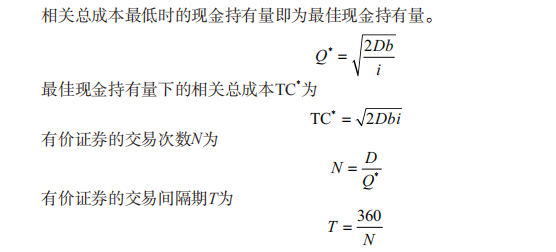 相关总成本最低时的现金持有量即为最佳现金持有量。
Q* = √(2Db/i)
最佳现金持有量下的相关总成本TC*为
TC* = √(2Dbi)
有价证券的交易次数N为
N = D/Q*
有价证券的交易间隔期T为
T = 360/N